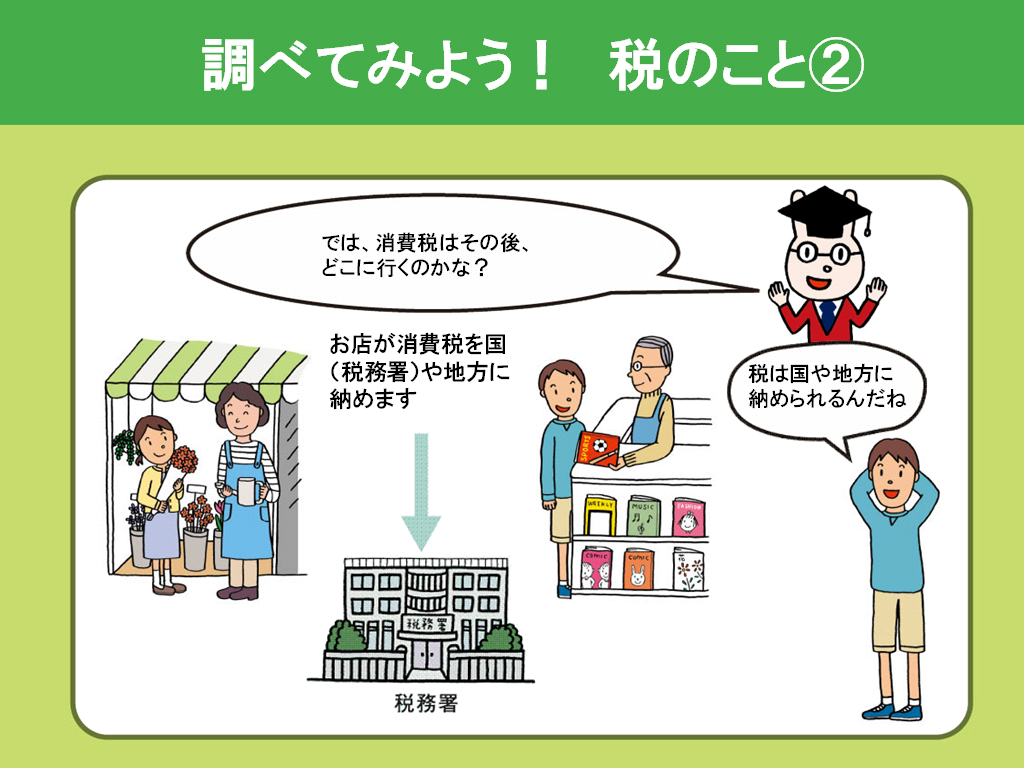 調べてみよう！　税のこと②
では、消費税はその後、
どこに行くのかな？
お店が消費税を国
（税務署）や地方に
納めます
税は国や地方に
納められるんだね
SPORTS
WEEKLY
MUSIC
FASHION
COMIC
COMIC
税務署
税務署